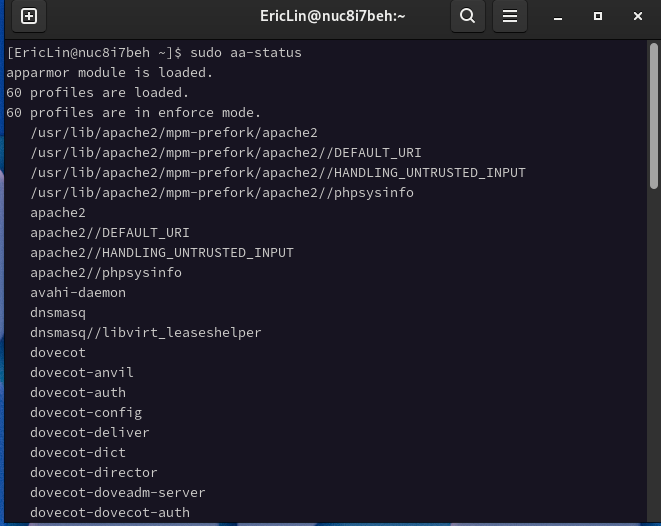 EricLin@nuc8i7beh:~
[EricLin@nuc8i7beh ~]$ sudo aa-status
apparmor module is loaded.
60 profiles are loaded.
60 profiles are in enforce mode.
   /usr/lib/apache2/mpm-prefork/apache2
   /usr/lib/apache2/mpm-prefork/apache2//DEFAULT_URI
   /usr/lib/apache2/mpm-prefork/apache2//HANDLING_UNTRUSTED_INPUT
   /usr/lib/apache2/mpm-prefork/apache2//phpsysinfo
   apache2
   apache2//DEFAULT_URI
   apache2//HANDLING_UNTRUSTED_INPUT
   apache2//phpsysinfo
   avahi-daemon
   dnsmasq
   dnsmasq//libvirt_leaseshelper
   dovecot
   dovecot-anvil
   dovecot-auth
   dovecot-config
   dovecot-deliver
   dovecot-dict
   dovecot-director
   dovecot-doveadm-server
   dovecot-dovecot-auth